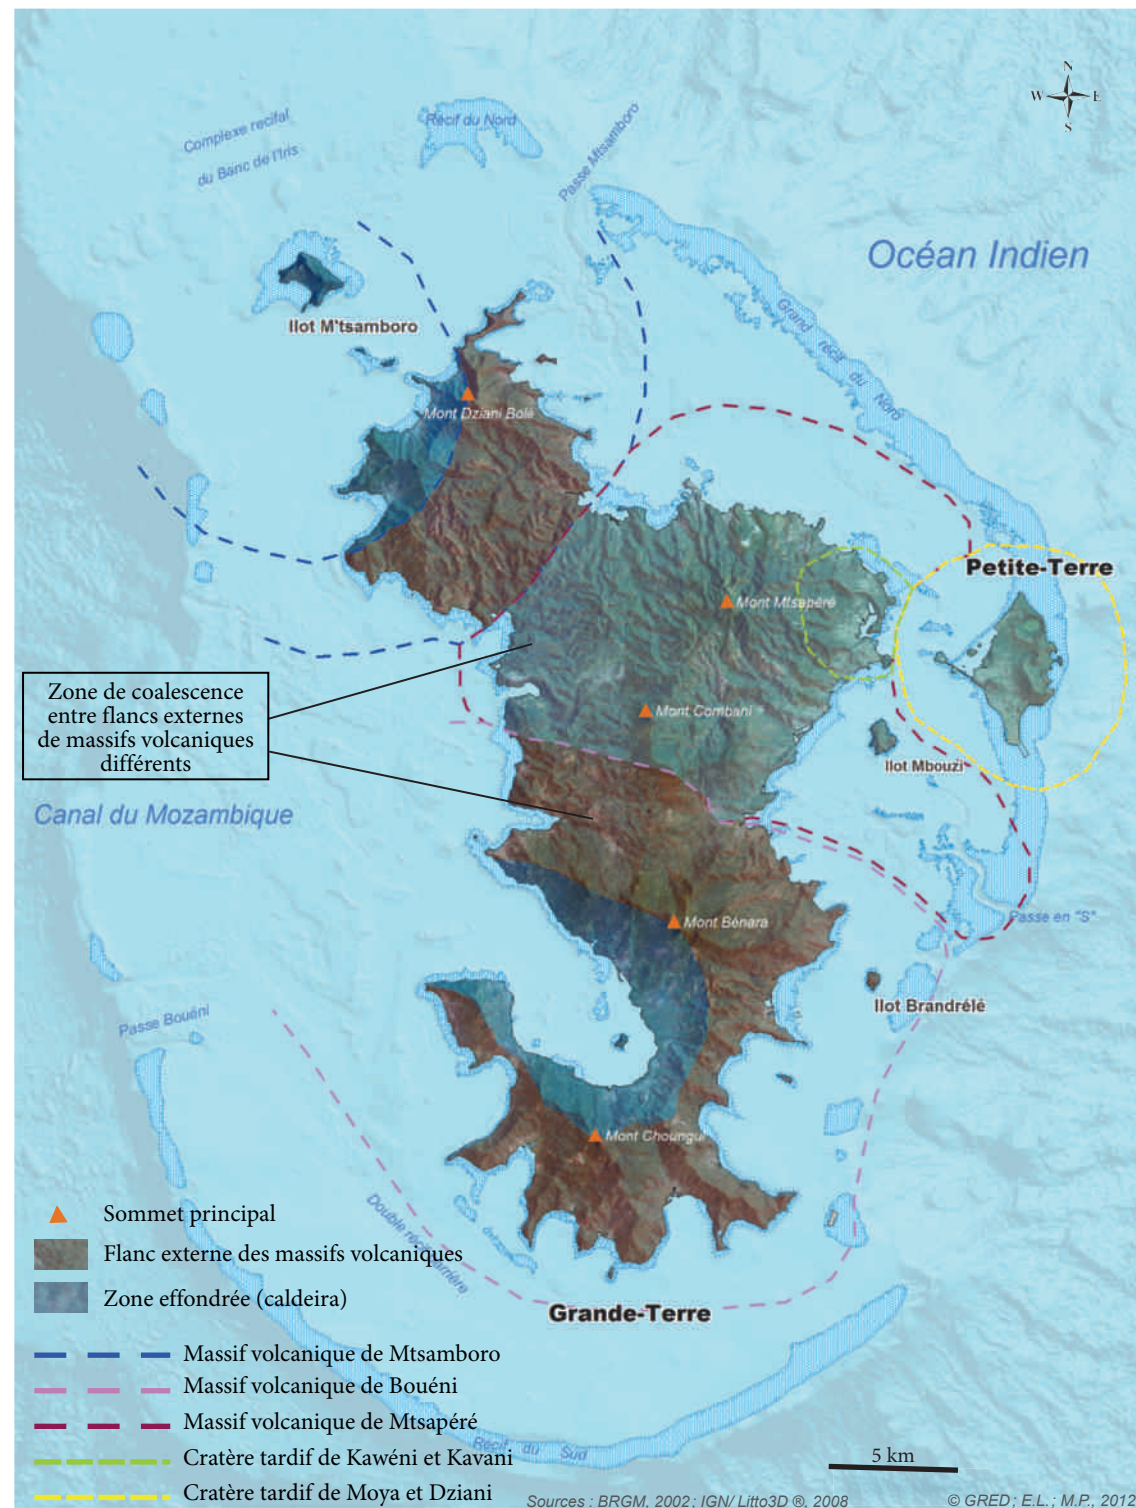 N
W E
S
Complexe recifal
du Banc de l'Iris
Récif du Nord
Passe Mtsamboro
Océan Indien
Ilot M'tsamboro
Grand récif du Nord
Mont Dziani Bolé
Petite-Terre
Mont Mtsapéré
Zone de coalescence
entre flancs externes
de massifs volcaniques
différents
Mont Combani
Ilot Mbouzi
Canal du Mozambique
Mont Bénara
Passe en "S"
Ilot Brandrélé
Passe Bouéni
Mont Choungui
Double récif barrière
Grande-Terre
Sommet principal
Flanc externe des massifs volcaniques
Zone effondrée (caldeira)
Massif volcanique de Mtsamboro
Massif volcanique de Bouéni
Massif volcanique de Mtsapéré
Récif du Sud
Cratère tardif de Kawéni et Kavani
5 km
Cratère tardif de Moya et Dziani
Sources : BRGM, 2002 ; IGN/ Litto3D ®, 2008
© GRED ; E.L. ; M.P., 2012